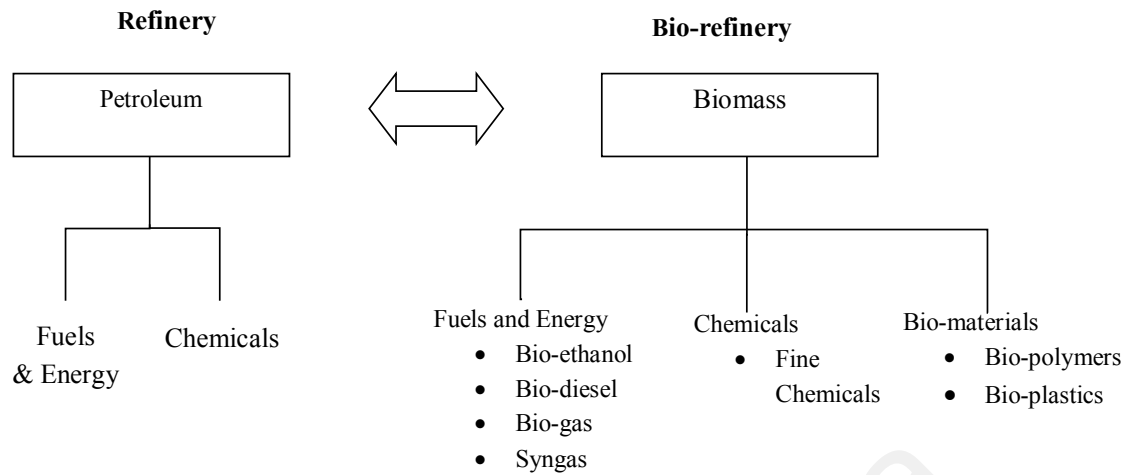 Refinery
Bio-refinery
Petroleum
Biomass
Fuels
& Energy
Chemicals
Fuels and Energy
• Bio-ethanol
• Bio-diesel
• Bio-gas
• Syngas
Chemicals
• Fine
Chemicals
Bio-materials
• Bio-polymers
• Bio-plastics